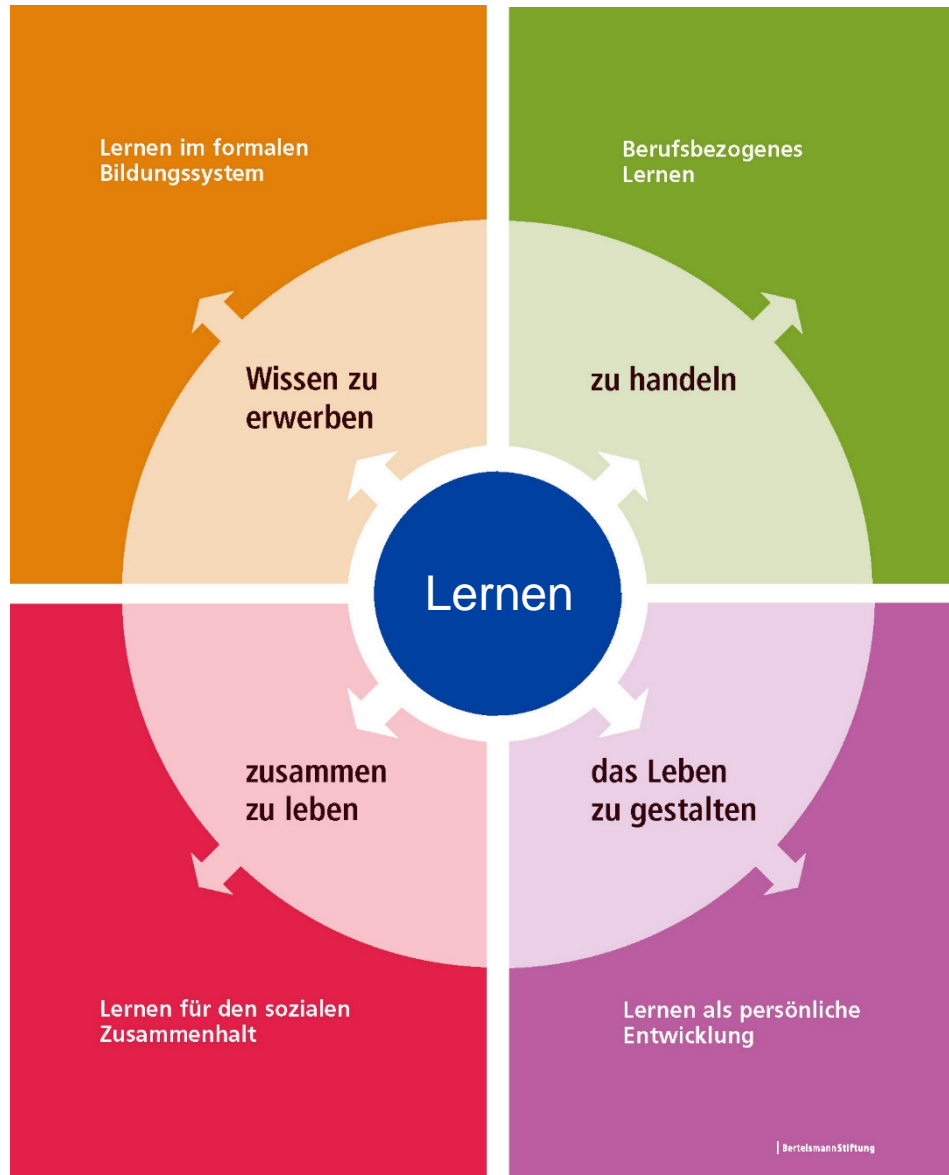 Lernen im formalen
Bildungssystem
Berufsbezogenes
Lernen
Wissen zu
erwerben
zu handeln
Lernen
zusammen
zu leben
das Leben
zu gestalten
Lernen für den sozialen
Zusammenhalt
Lernen als persönliche
Entwicklung
BertelsmannStiftung